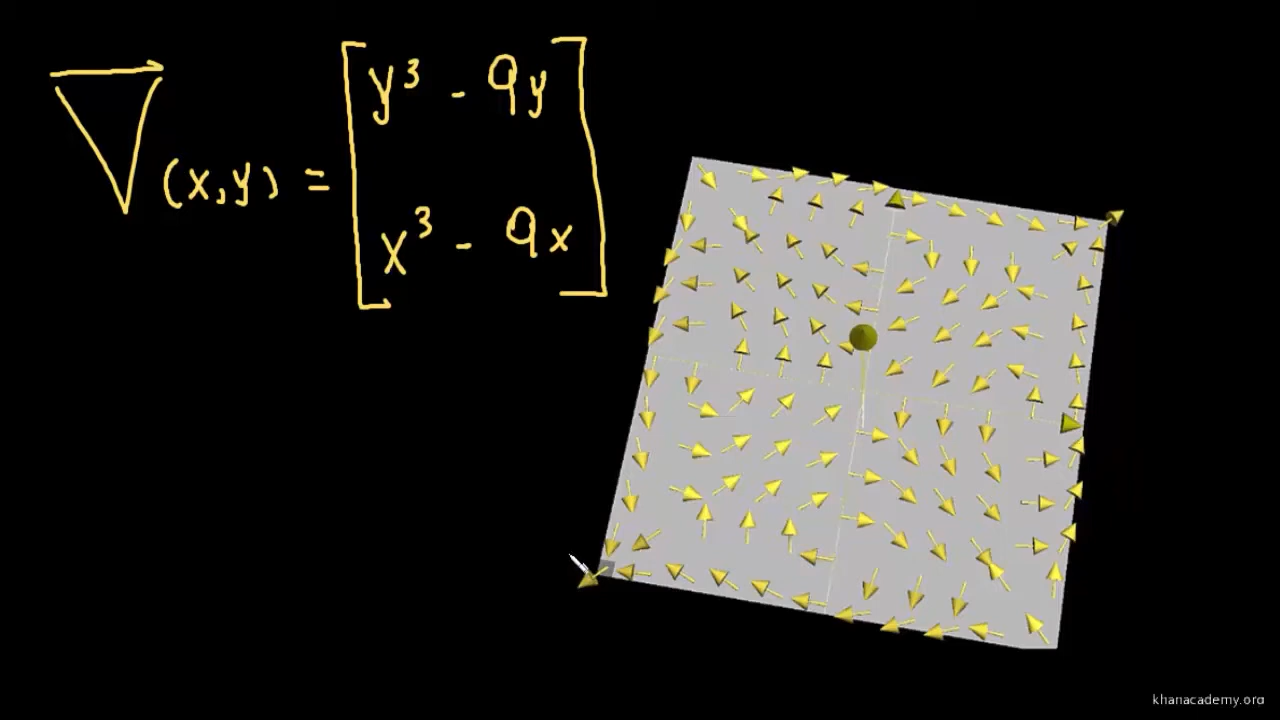 V(x,y) = [ y³ - 9y
x³ - 9x ]
khanacademy.org